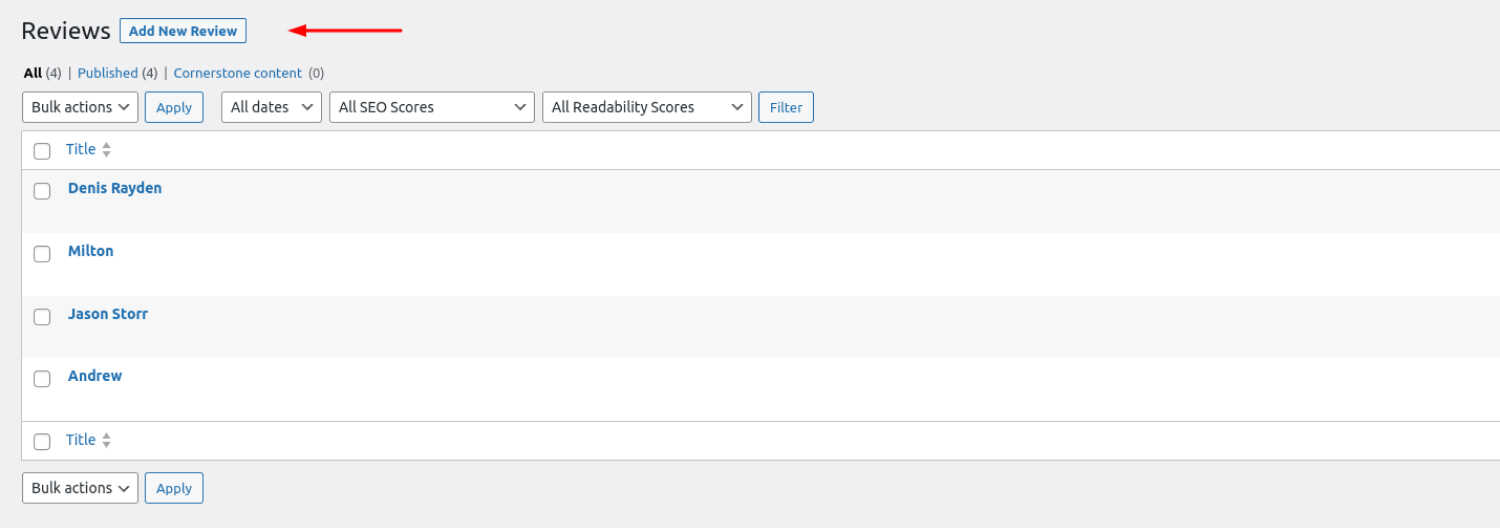 Reviews Add New Review
All (4) | Published (4) | Cornerstone content (0)
Bulk actions Apply All dates All SEO Scores All Readability Scores Filter
Title
Denis Rayden
Milton
Jason Storr
Andrew
Title
Bulk actions Apply